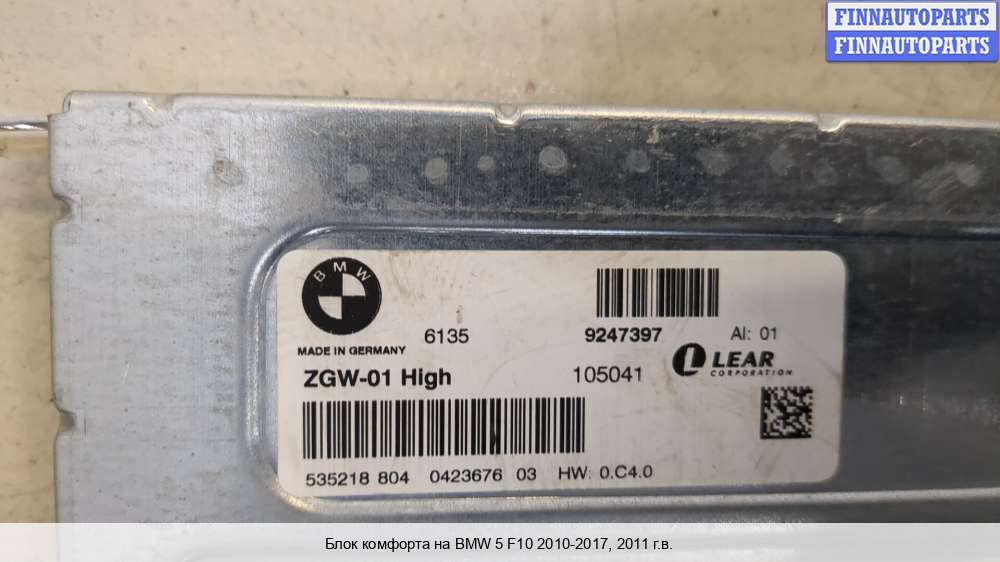 FINNAUTOPARTS
FINNAUTOPARTS
BMW
6135
9247397
AI: 01
MADE IN GERMANY
ZGW-01 High
105041
LEAR
CORPORATION
535218 804 0423676 03 HW: 0.C4.0
Блок комфорта на BMW 5 F10 2010-2017, 2011 г.в.